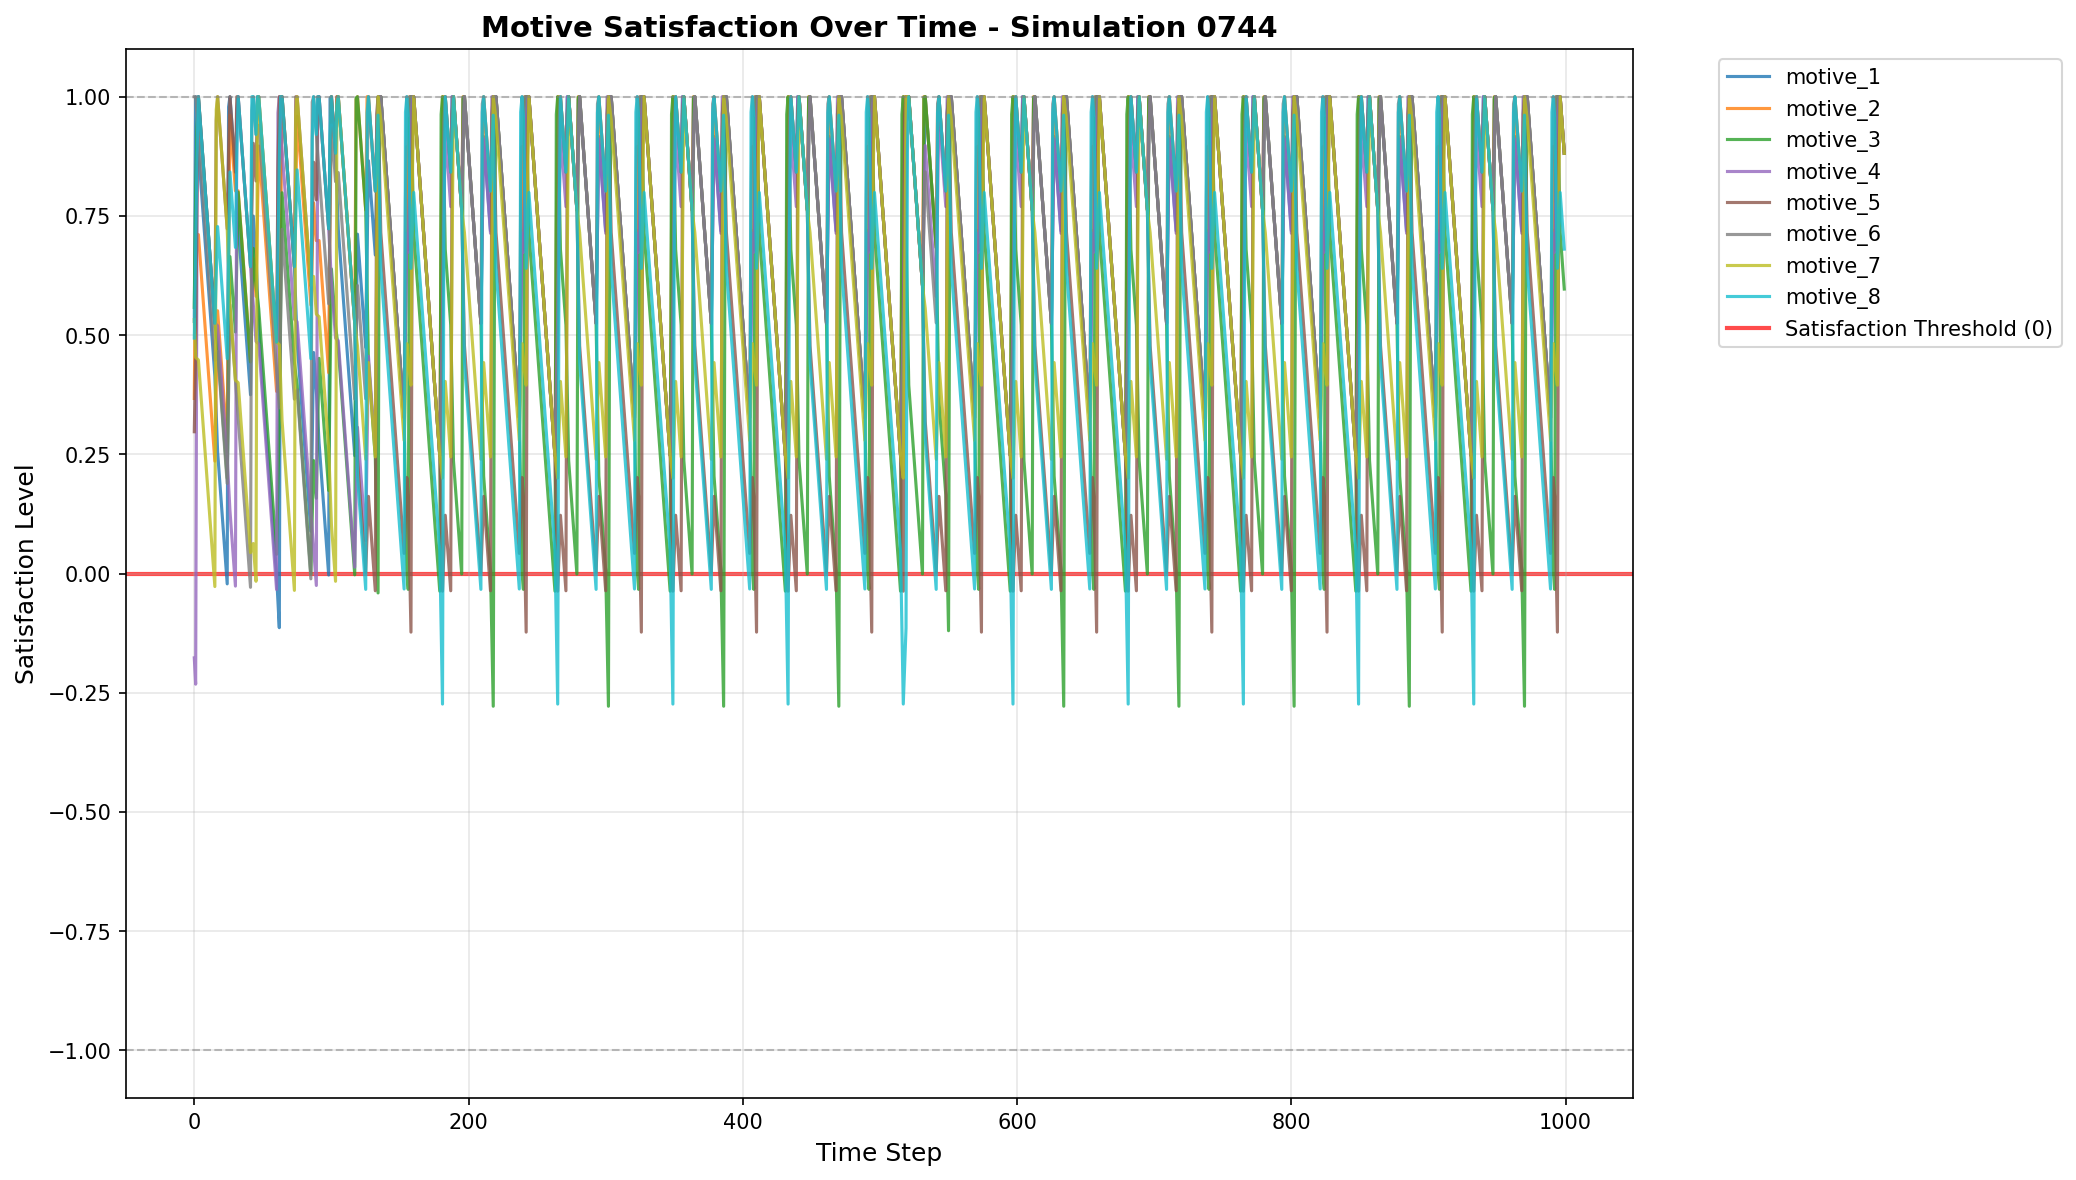 Motive Satisfaction Over Time - Simulation 0744
Satisfaction Level
1.00
0.75
0.50
0.25
0.00
−0.25
−0.50
−0.75
−1.00
0
200
400
600
800
1000
Time Step
motive_1
motive_2
motive_3
motive_4
motive_5
motive_6
motive_7
motive_8
Satisfaction Threshold (0)